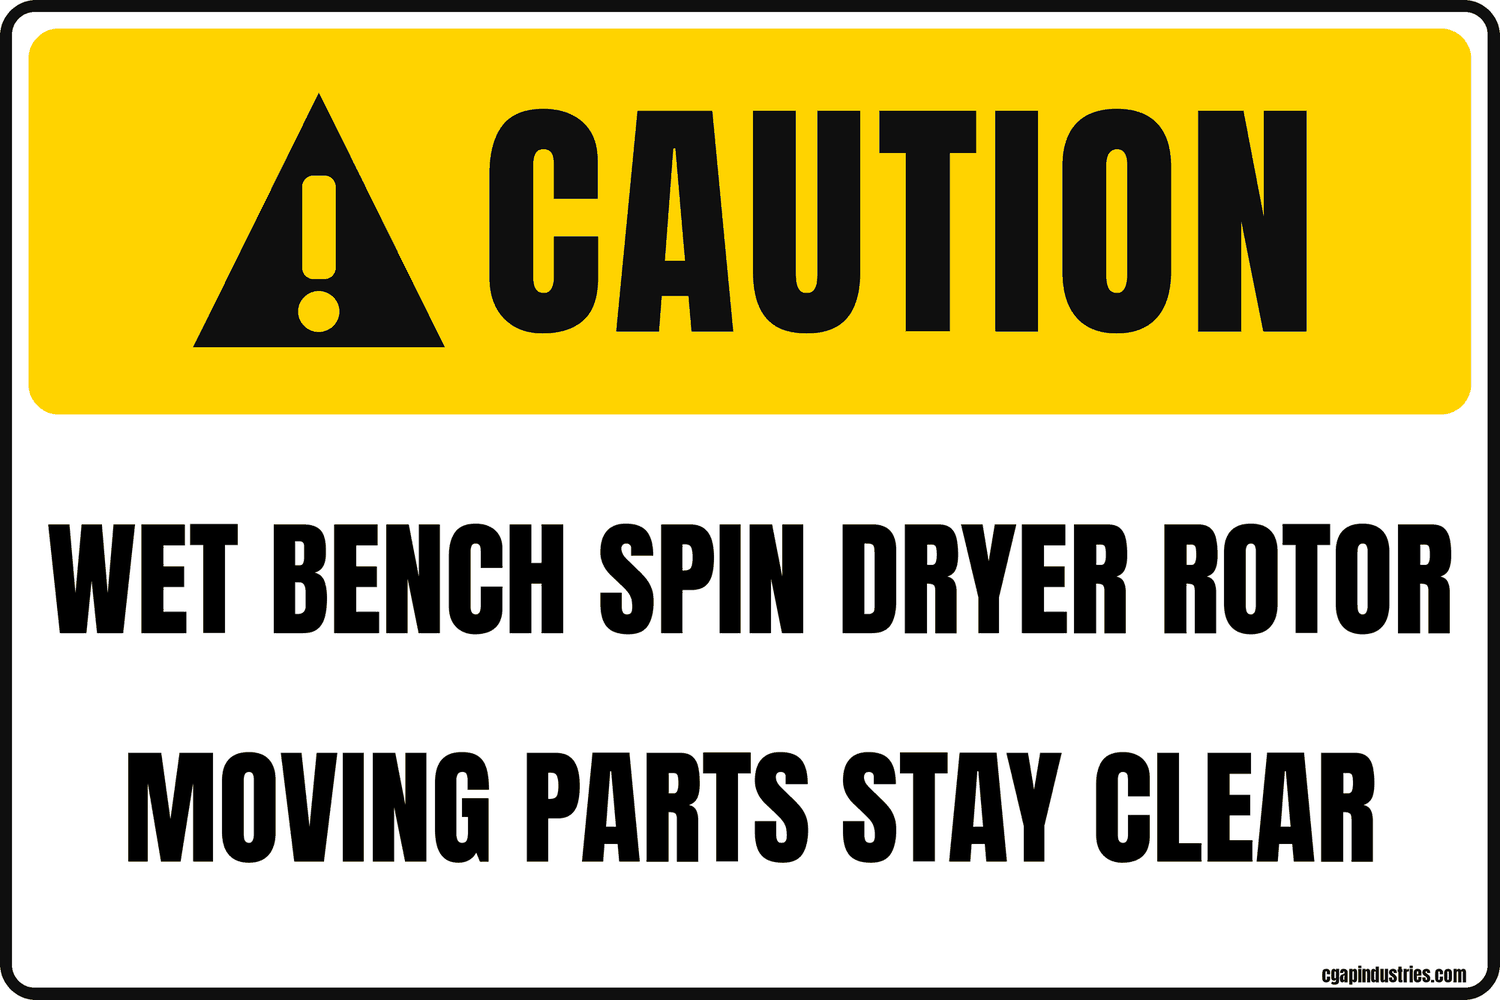 CAUTION
WET BENCH SPIN DRYER ROTOR
MOVING PARTS STAY CLEAR
cgapindustries.com